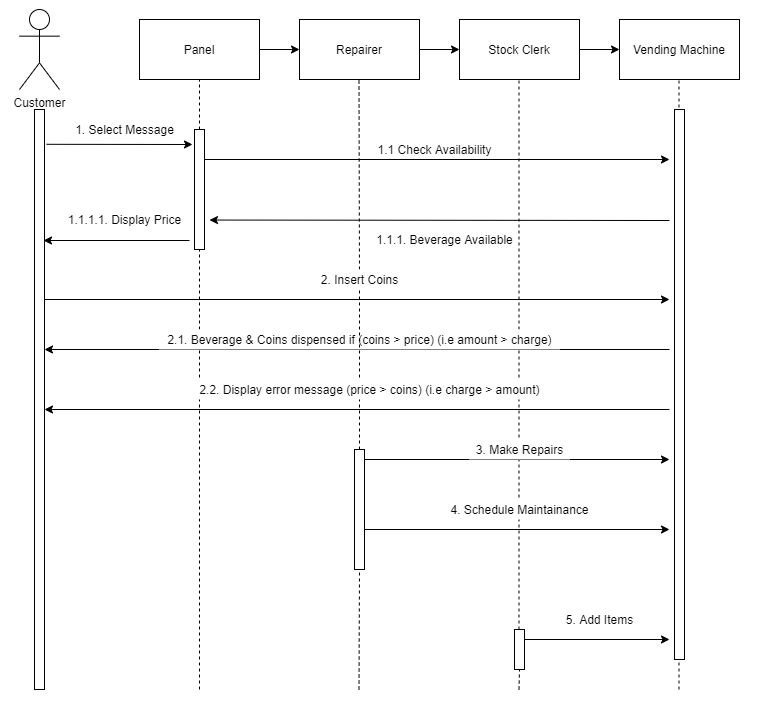 Panel
Repairer
Stock Clerk
Vending Machine
Customer
1. Select Message
1.1 Check Availability
1.1.1.1. Display Price
1.1.1. Beverage Available
2. Insert Coins
2.1. Beverage & Coins dispensed if (coins > price) (i.e amount > charge)
2.2. Display error message (price > coins) (i.e charge > amount)
3. Make Repairs
4. Schedule Maintainance
5. Add Items